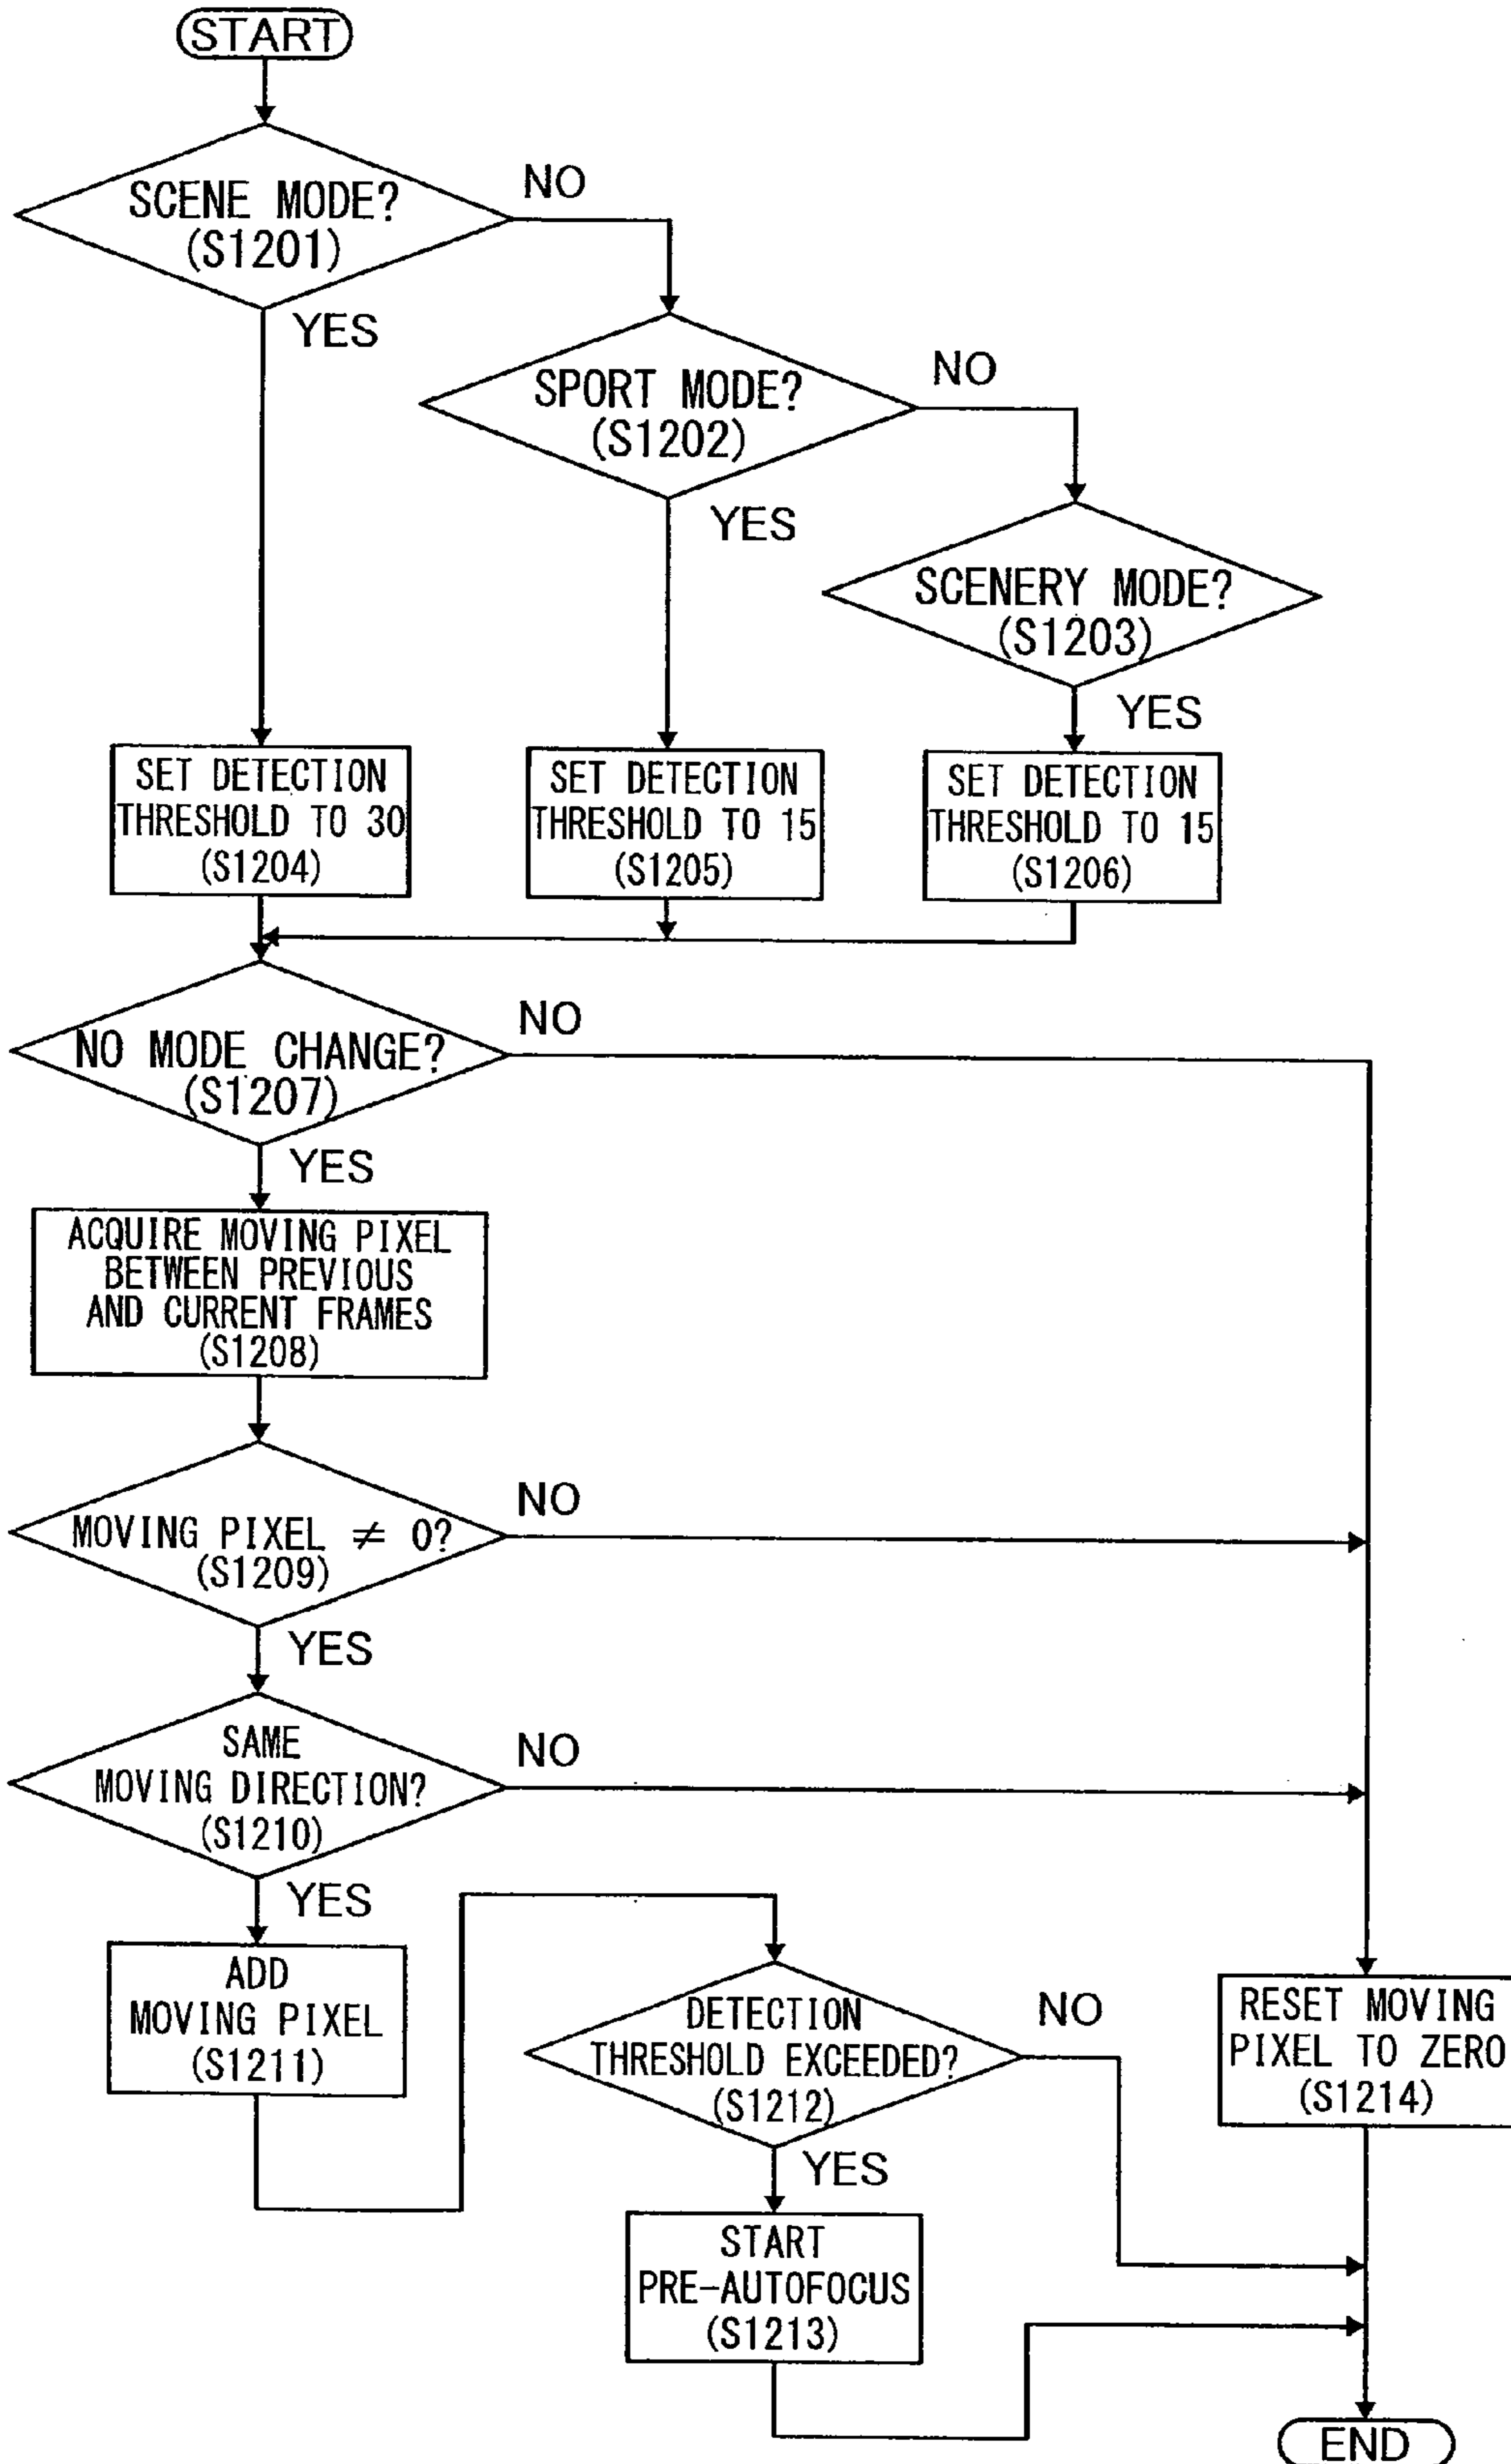 START
SCENE MODE?
(S1201)
NO
YES
SPORT MODE?
(S1202)
NO
YES
SCENERY MODE?
(S1203)
YES
SET DETECTION
THRESHOLD TO 30
(S1204)
SET DETECTION
THRESHOLD TO 15
(S1205)
SET DETECTION
THRESHOLD TO 15
(S1206)
NO MODE CHANGE?
(S1207)
NO
YES
ACQUIRE MOVING PIXEL
BETWEEN PREVIOUS
AND CURRENT FRAMES
(S1208)
MOVING PIXEL ≠ 0?
(S1209)
NO
YES
SAME
MOVING DIRECTION?
(S1210)
NO
YES
ADD
MOVING PIXEL
(S1211)
DETECTION
THRESHOLD EXCEEDED?
(S1212)
NO
YES
START
PRE-AUTOFOCUS
(S1213)
RESET MOVING
PIXEL TO ZERO
(S1214)
END